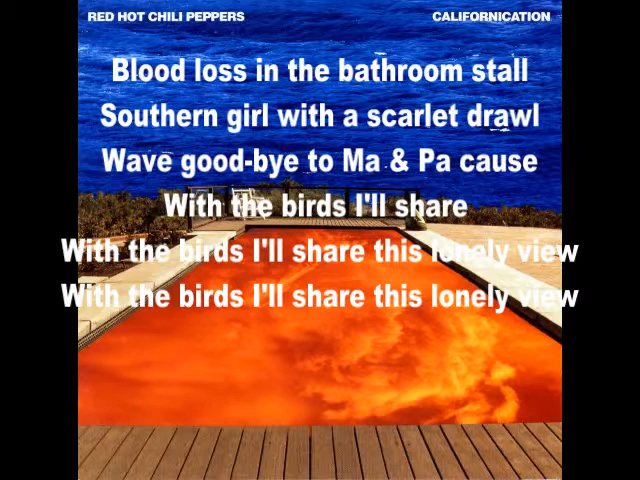 RED HOT CHILI PEPPERS CALIFORNICATION
Blood loss in the bathroom stall
Southern girl with a scarlet drawl
Wave good-bye to Ma & Pa cause
With the birds I'll share
With the birds I'll share this lonely view
With the birds I'll share this lonely view